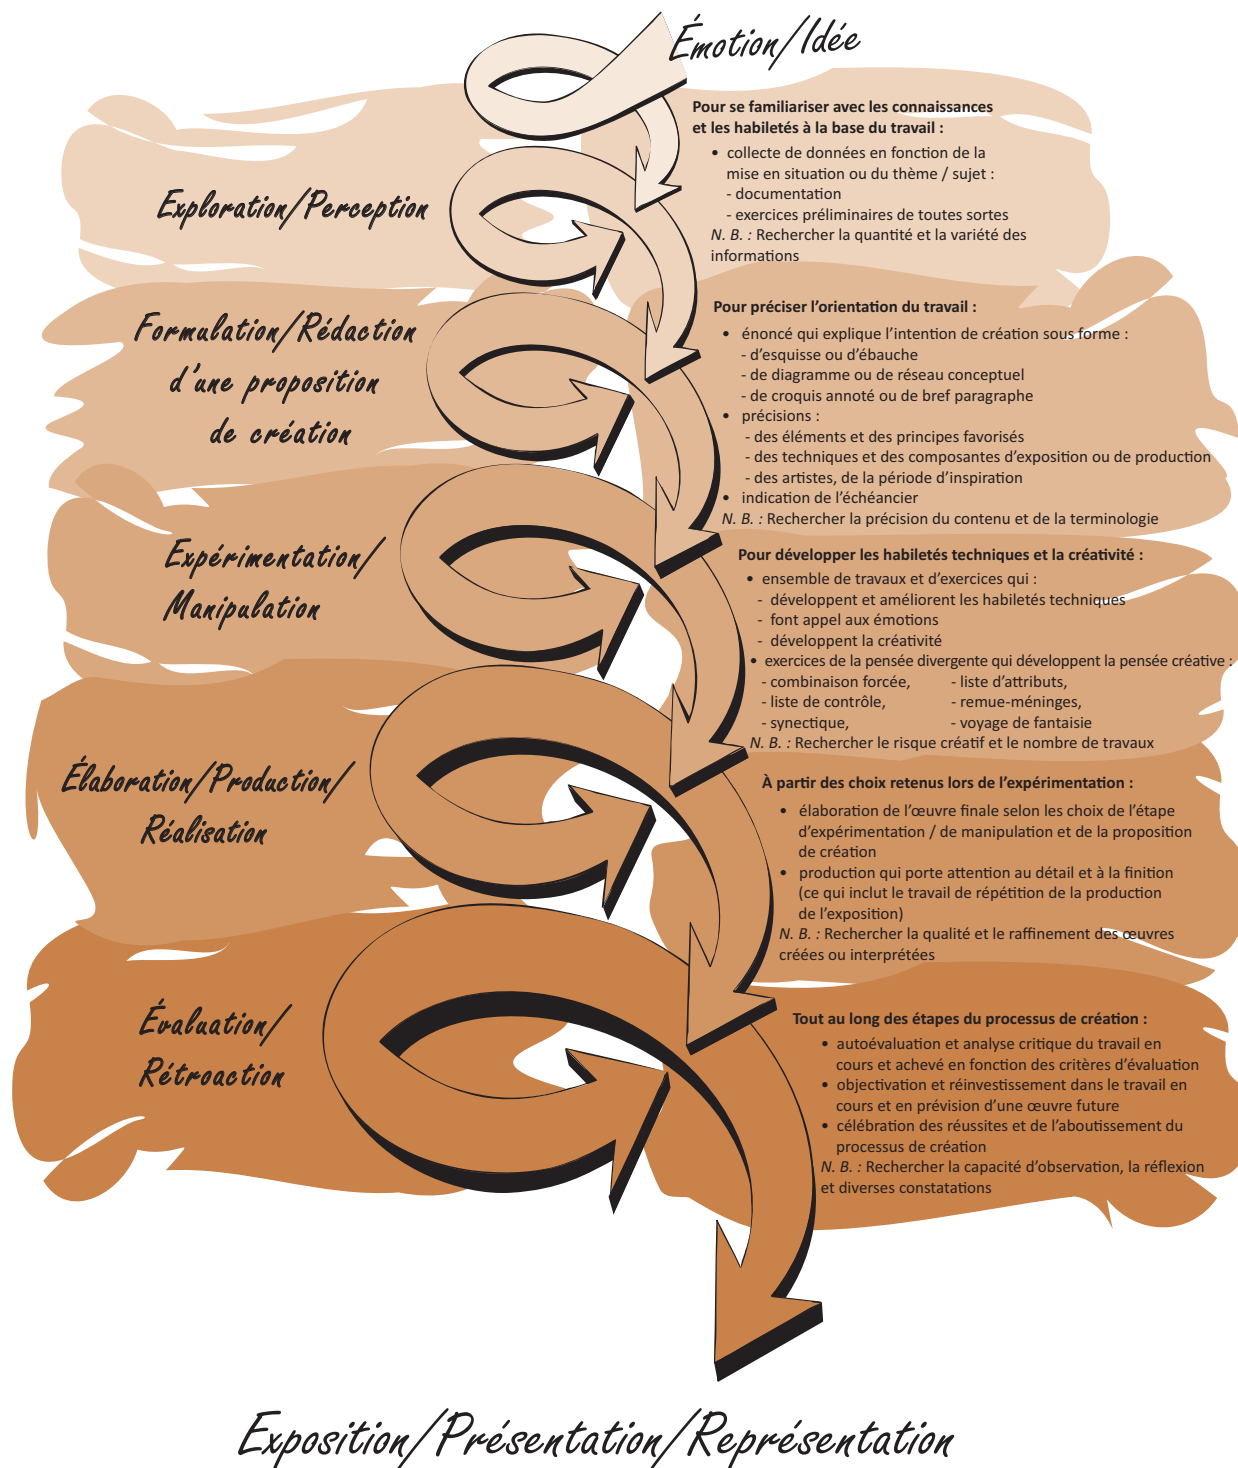 Émotion/Idée
Exploration/Perception
Pour se familiariser avec les connaissances
et les habiletés à la base du travail :
• collecte de données en fonction de la
mise en situation ou du thème / sujet :
- documentation
- exercices préliminaires de toutes sortes
N. B. : Rechercher la quantité et la variété des
informations
Formulation/Rédaction
d'une proposition
de création
Pour préciser l'orientation du travail :
• énoncé qui explique l'intention de création sous forme :
- d'esquisse ou d'ébauche
- de diagramme ou de réseau conceptuel
- de croquis annoté ou de bref paragraphe
• précisions :
- des éléments et des principes favorisés
- des techniques et des composantes d'exposition ou de production
- des artistes, de la période d'inspiration
• indication de l'échéancier
N. B. : Rechercher la précision du contenu et de la terminologie
Expérimentation/
Manipulation
Pour développer les habiletés techniques et la créativité :
• ensemble de travaux et d'exercices qui :
- développent et améliorent les habiletés techniques
- font appel aux émotions
- développent la créativité
• exercices de la pensée divergente qui développent la pensée créative :
- combinaison forcée, - liste d'attributs,
- liste de contrôle, - remue-méninges,
- synectique, - voyage de fantaisie
N. B. : Rechercher le risque créatif et le nombre de travaux
Élaboration/Production/
Réalisation
À partir des choix retenus lors de l'expérimentation :
• élaboration de l'œuvre finale selon les choix de l'étape
d'expérimentation / de manipulation et de la proposition
de création
• production qui porte attention au détail et à la finition
(ce qui inclut le travail de répétition de la production
de l'exposition)
N. B. : Rechercher la qualité et le raffinement des œuvres
créées ou interprétées
Évaluation/
Rétroaction
Tout au long des étapes du processus de création :
• autoévaluation et analyse critique du travail en
cours et achevé en fonction des critères d'évaluation
• objectivation et réinvestissement dans le travail en
cours et en prévision d'une œuvre future
• célébration des réussites et de l'aboutissement du
processus de création
N. B. : Rechercher la capacité d'observation, la réflexion
et diverses constatations
Exposition/Présentation/Représentation